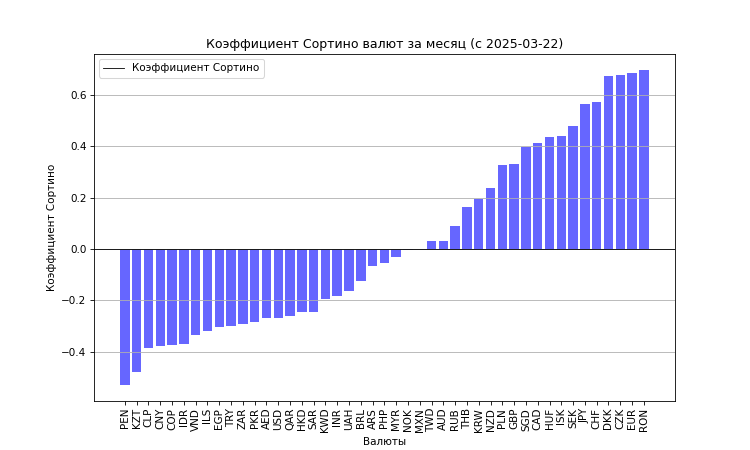 Коэффициент Сортино валют за месяц (с 2025-03-22)
Коэффициент Сортино
0.6
0.4
0.2
0.0
−0.2
−0.4
Коэффициент Сортино
PEN
KZT
CLP
CNY
COP
IDR
VND
ILS
EGP
TRY
ZAR
PKR
AED
USD
QAR
HKD
SAR
KWD
INR
UAH
BRL
ARS
PHP
MYR
NOK
MXN
TWD
AUD
RUB
THB
KRW
NZD
PLN
GBP
SGD
CAD
HUF
ISK
SEK
JPY
CHF
DKK
CZK
EUR
RON
Валюты